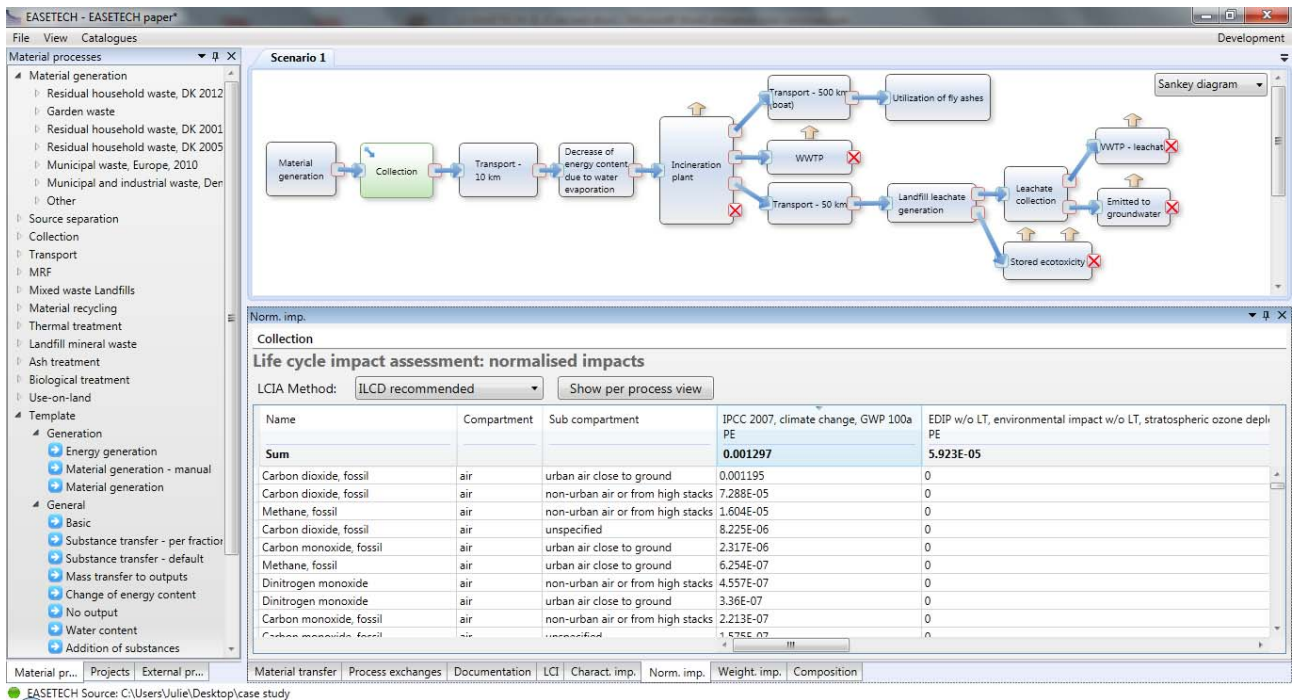 EASETECH - EASETECH paper*
File View Catalogues
Development
Material processes
Material generation
Residual household waste, DK 2012
Garden waste
Residual household waste, DK 2001
Residual household waste, DK 2005
Municipal waste, Europe, 2010
Municipal and industrial waste, Der
Other
Source separation
Collection
Transport
MRF
Mixed waste Landfills
Material recycling
Thermal treatment
Landfill mineral waste
Ash treatment
Biological treatment
Use-on-land
Template
Generation
Energy generation
Material generation - manual
Material generation
General
Basic
Substance transfer - per fraction
Substance transfer - default
Mass transfer to outputs
Change of energy content
No output
Water content
Addition of substances
Material pr... Projects External pr...
Scenario 1
Sankey diagram
Material
generation
Collection
Transport -
10 km
Decrease of
energy content
due to water
evaporation
Incineration
plant
Transport - 500 km
(boat)
Utilization of fly ashes
WWTP
Transport - 50 km
Landfill leachate
generation
Leachate
collection
WWTP - leachat
Emitted to
groundwater
Stored ecotoxicity
Norm. imp.
Collection
Life cycle impact assessment: normalised impacts
LCIA Method: ILCD recommended Show per process view
Name Compartment Sub compartment IPCC 2007, climate change, GWP 100a EDIP w/o LT, environmental impact w/o LT, stratospheric ozone deple
PE PE
Sum 0.001297 5.923E-05
Carbon dioxide, fossil air urban air close to ground 0.001195 0
Carbon dioxide, fossil air non-urban air or from high stacks 7.288E-05 0
Methane, fossil air non-urban air or from high stacks 1.604E-05 0
Carbon dioxide, fossil air unspecified 8.225E-06 0
Carbon monoxide, fossil air urban air close to ground 2.317E-06 0
Methane, fossil air urban air close to ground 6.254E-07 0
Dinitrogen monoxide air non-urban air or from high stacks 4.557E-07 0
Dinitrogen monoxide air urban air close to ground 3.36E-07 0
Carbon monoxide, fossil air non-urban air or from high stacks 2.213E-07 0
Carbon monoxide, fossil air unspecified 1.575E-07 0
Material transfer Process exchanges Documentation LCI Charact. imp. Norm. imp. Weight. imp. Composition
EASETECH Source: C:\Users\Julie\Desktop\case study